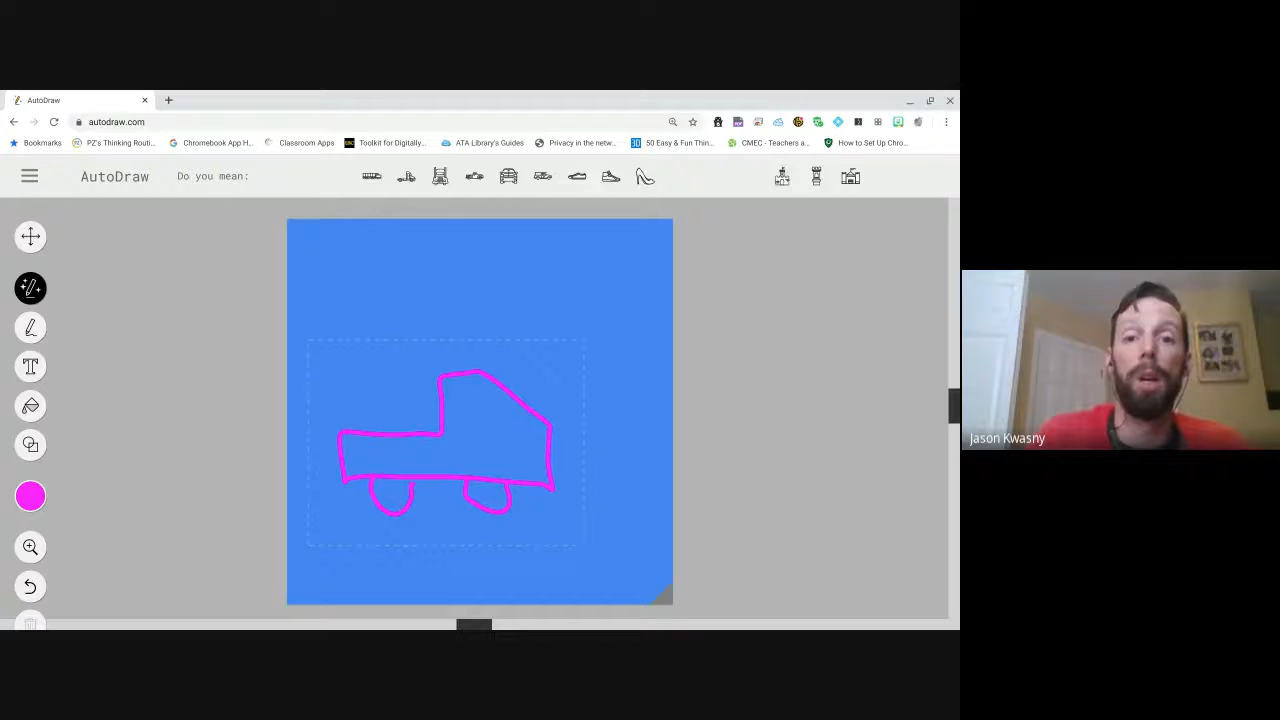 AutoDraw
autodraw.com
Bookmarks PZ's Thinking Routi... Chromebook App H... Classroom Apps Toolkit for Digitally... ATA Library's Guides Privacy in the netw... 50 Easy & Fun Thin... CMEC - Teachers a... How to Set Up Chro...
AutoDraw Do you mean:
T
Jason Kwasny